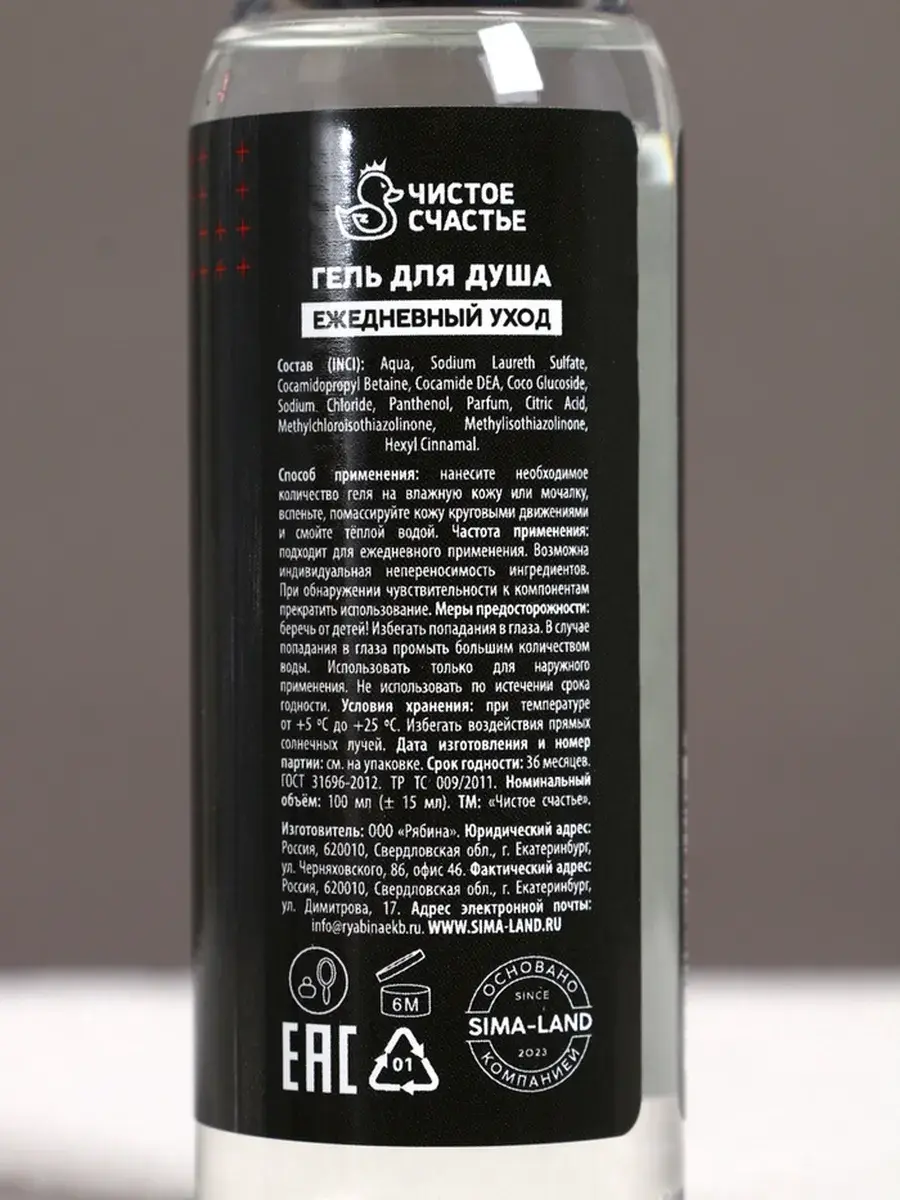 ЧИСТОЕ
СЧАСТЬЕ
ГЕЛЬ ДЛЯ ДУША
ЕЖЕДНЕВНЫЙ УХОД
Состав (INCI): Aqua, Sodium Laureth Sulfate,
Cocamidopropyl Betaine, Cocamide DEA, Coco Glucoside,
Sodium Chloride, Panthenol, Parfum, Citric Acid,
Methylchloroisothiazolinone, Methylisothiazolinone,
Hexyl Cinnamal.
Способ применения: нанесите необходимое
количество геля на влажную кожу или мочалку,
вспеньте, помассируйте кожу круговыми движениями
и смойте тёплой водой. Частота применения:
подходит для ежедневного применения. Возможна
индивидуальная непереносимость ингредиентов.
При обнаружении чувствительности к компонентам
прекратить использование. Меры предосторожности:
беречь от детей! Избегать попадания в глаза. В случае
попадания в глаза промыть большим количеством
воды. Использовать только для наружного
применения. Не использовать по истечении срока
годности. Условия хранения: при температуре
от +5 ºС до +25 ºС. Избегать воздействия прямых
солнечных лучей. Дата изготовления и номер
партии: см. на упаковке. Срок годности: 36 месяцев.
ГОСТ 31696-2012. ТР ТС 009/2011. Номинальный
объём: 100 мл (± 15 мл). ТМ: «Чистое счастье».
Изготовитель: ООО «Рябина». Юридический адрес:
Россия, 620010, Свердловская обл., г. Екатеринбург,
ул. Черняховского, 86, офис 46. Фактический адрес:
Россия, 620010, Свердловская обл., г. Екатеринбург,
ул. Димитрова, 17. Адрес электронной почты:
info@ryabinaekb.ru. WWW.SIMA-LAND.RU
6M
EAC
01
ОСНОВАНО
SINCE
SIMA-LAND
2023
КОМПАНИЕЙ